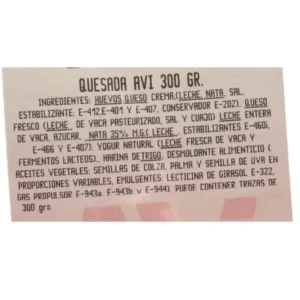 QUESADA AVI 300 GR.
INGREDIENTES: HUEVOS,QUESO CREMA,(LECHE, NATA, SAL,
ESTABILIZANTE: E-412,E-401 Y E-407, CONSERVADOR E-202), QUESO
FRESCO (LECHE DE VACA PASTEURIZADO, SAL Y CUAJO) LECHE ENTERA
DE VACA, AZUCAR, NATA 35% M.G( LECHE, ESTABILIZANTES E-460i,
E-466 Y E-407), YOGUR NATURAL (LECHE FRESCA DE VACA Y
FERMENTOS LACTEOS), HARINA DE TRIGO, DESMOLDANTE ALIMENTICIO (
ACEITES VEGETALES: SEMILLAS DE COLZA, PALMA Y SEMILLA DE UVA EN
PROPORCIONES VARIABLES, EMULGENTES: LECTICINA DE GIRASOL E-322,
GAS PROPULSOR E-943a, F-943b y E-944) PUEDE CONTENER TRAZAS DE
300 grs